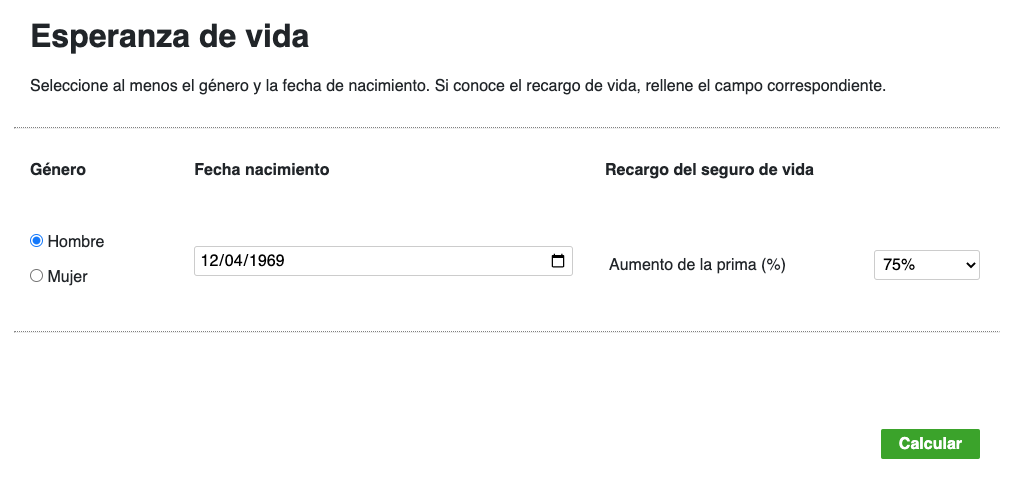 Esperanza de vida
Seleccione al menos el género y la fecha de nacimiento. Si conoce el recargo de vida, rellene el campo correspondiente.
Género Fecha nacimiento Recargo del seguro de vida
Hombre
12/04/1969
Aumento de la prima (%) 75%
Mujer
Calcular